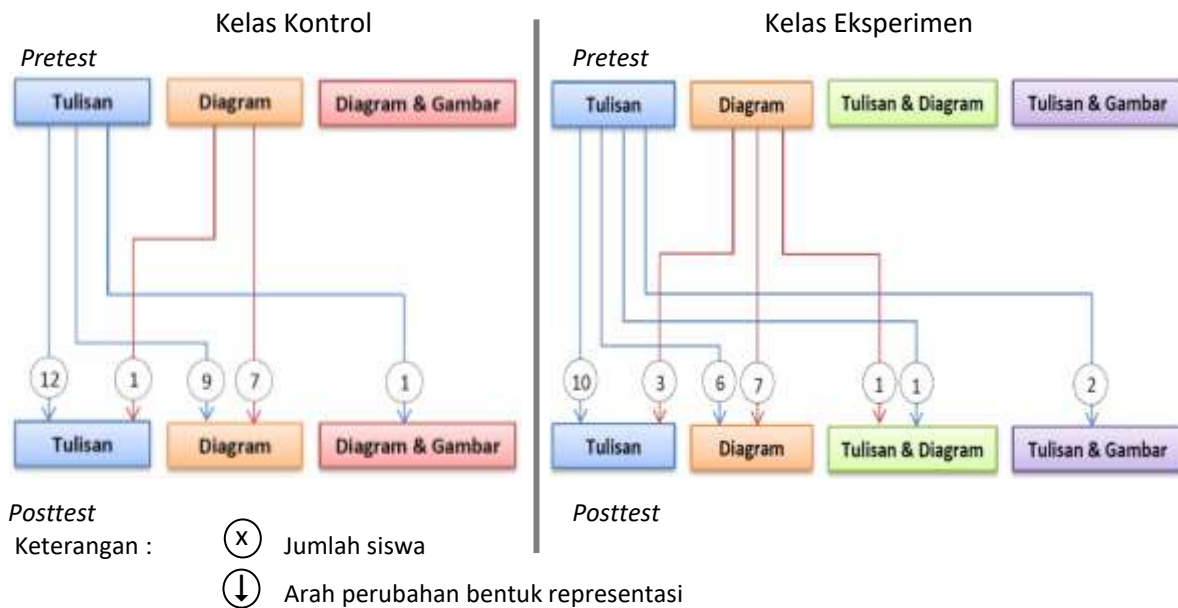 Kelas Kontrol
Pretest
Tulisan
Diagram
Diagram & Gambar
12
1
9
7
1
Tulisan
Diagram
Diagram & Gambar
Posttest
Kelas Eksperimen
Pretest
Tulisan
Diagram
Tulisan & Diagram
Tulisan & Gambar
10
3
6
7
1
1
2
Tulisan
Diagram
Tulisan & Diagram
Tulisan & Gambar
Posttest
Keterangan :
X Jumlah siswa
Arah perubahan bentuk representasi